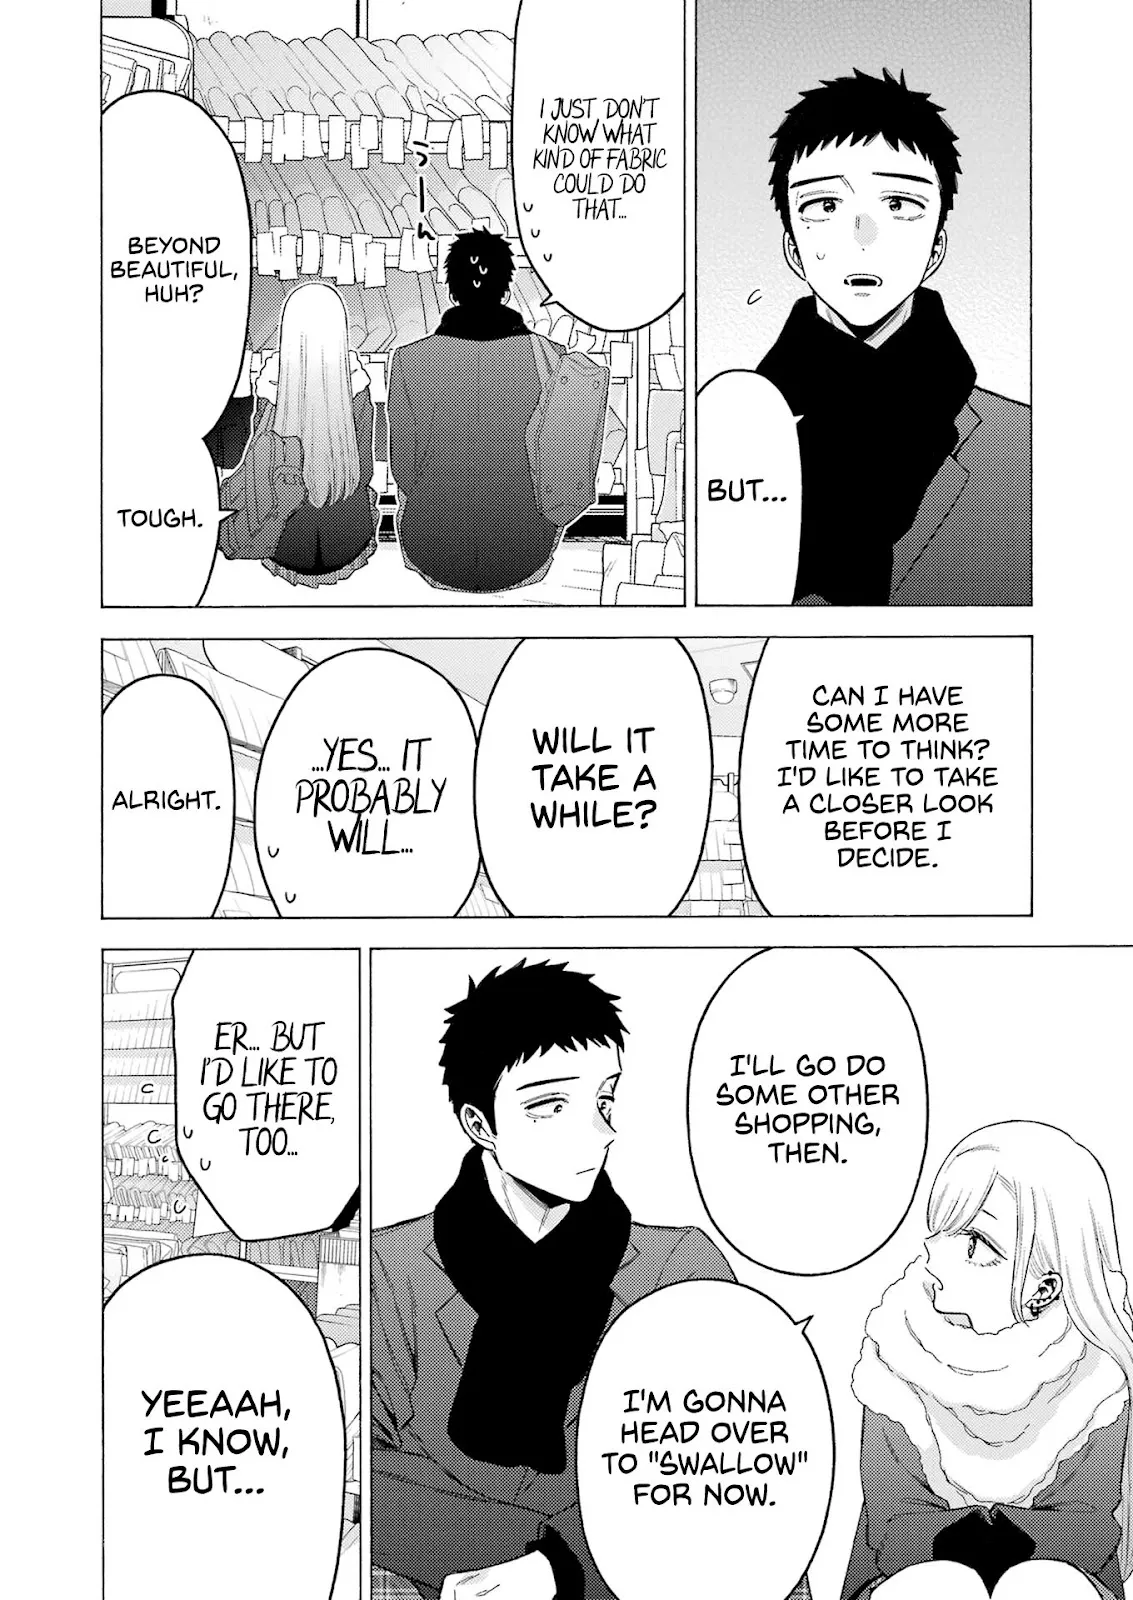 BUT...
I JUST DON'T
KNOW WHAT
KIND OF FABRIC
COULD DO
THAT...
うーん
BEYOND
BEAUTIFUL,
HUH?
TOUGH.
CAN I HAVE
SOME MORE
TIME TO THINK?
I'D LIKE TO TAKE
A CLOSER LOOK
BEFORE I
DECIDE.
WILL IT
TAKE A
WHILE?
...YES... IT
PROBABLY
WILL...
ALRIGHT.
I'LL GO DO
SOME OTHER
SHOPPING,
THEN.
I'M GONNA
HEAD OVER
TO "SWALLOW"
FOR NOW.
ER... BUT
I'D LIKE TO
GO THERE,
TOO...
YEEAAH,
I KNOW,
BUT...